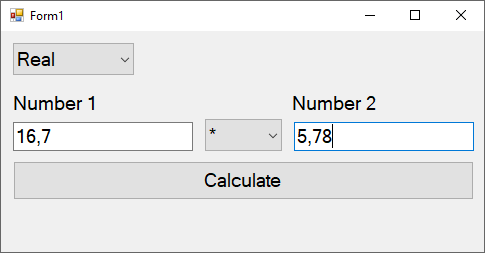 Form1
Real
Number 1 Number 2
16,7 * 5,78
Calculate